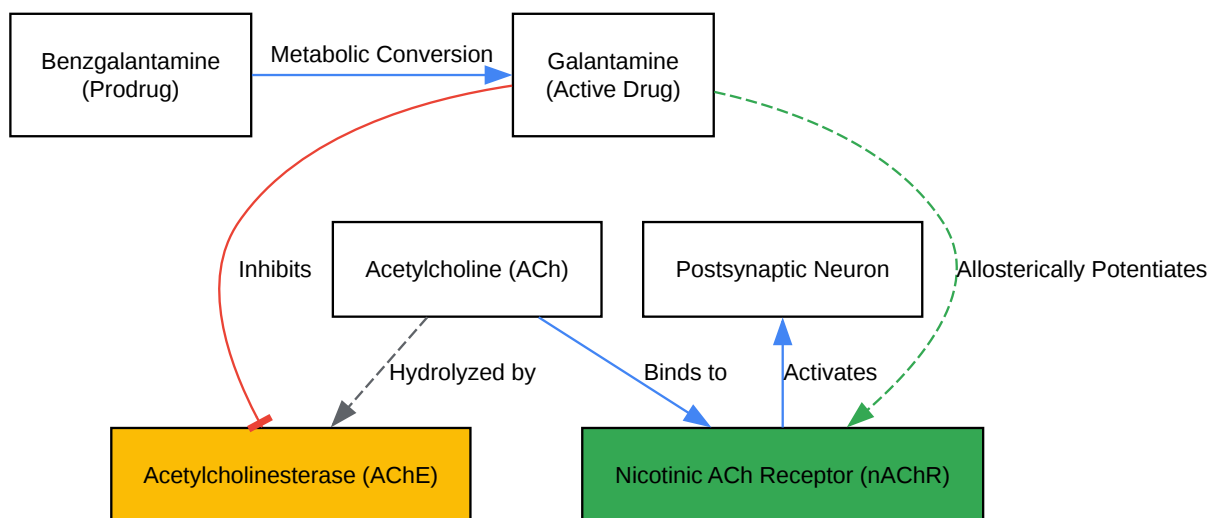 Benzgalantamine
(Prodrug)
Metabolic Conversion
Galantamine
(Active Drug)
Inhibits
Acetylcholine (ACh)
Postsynaptic Neuron
Allosterically Potentiates
Hydrolyzed by
Binds to
Activates
Acetylcholinesterase (AChE)
Nicotinic ACh Receptor (nAChR)